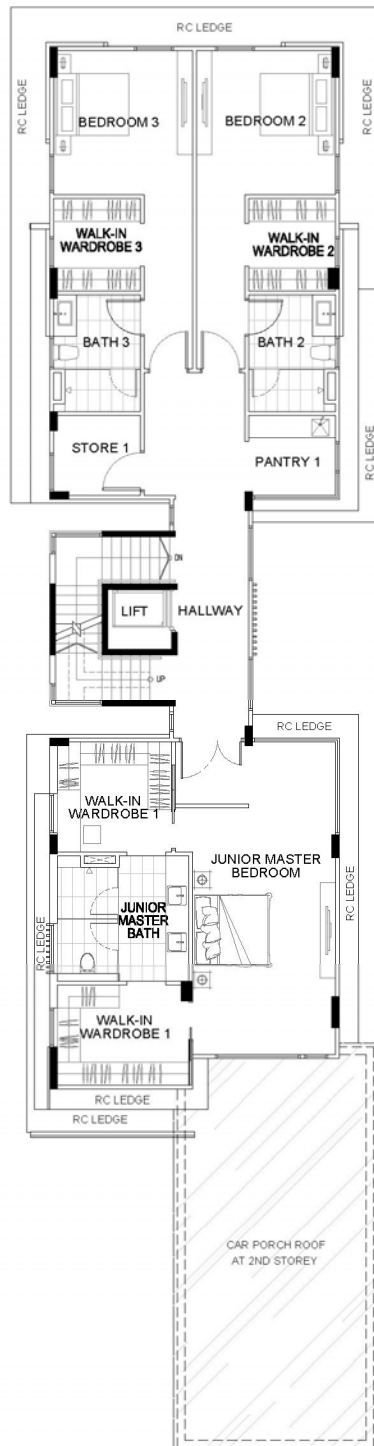 RC LEDGE
RC LEDGE
RC LEDGE
BEDROOM 3
BEDROOM 2
WALK-IN
WARDROBE 3
WALK-IN
WARDROBE 2
BATH 3
BATH 2
STORE 1
PANTRY 1
RC LEDGE
DN
LIFT
HALLWAY
UP
RC LEDGE
WALK-IN
WARDROBE 1
JUNIOR MASTER
BEDROOM
RC LEDGE
JUNIOR
MASTER
BATH
RC LEDGE
WALK-IN
WARDROBE 1
RC LEDGE
RC LEDGE
CAR PORCH ROOF
AT 2ND STOREY